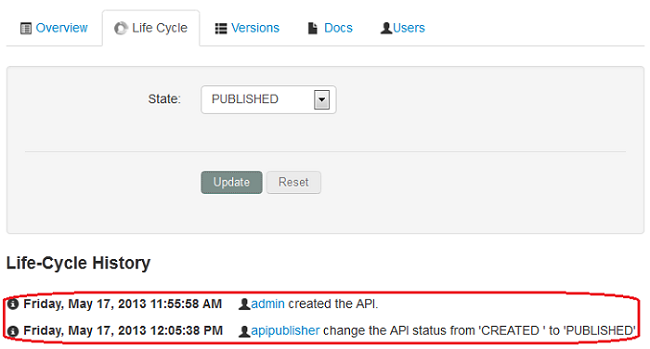 Overview Life Cycle Versions Docs Users
State: PUBLISHED
Update Reset
Life-Cycle History
Friday, May 17, 2013 11:55:58 AM admin created the API.
Friday, May 17, 2013 12:05:38 PM apipublisher change the API status from 'CREATED ' to 'PUBLISHED'